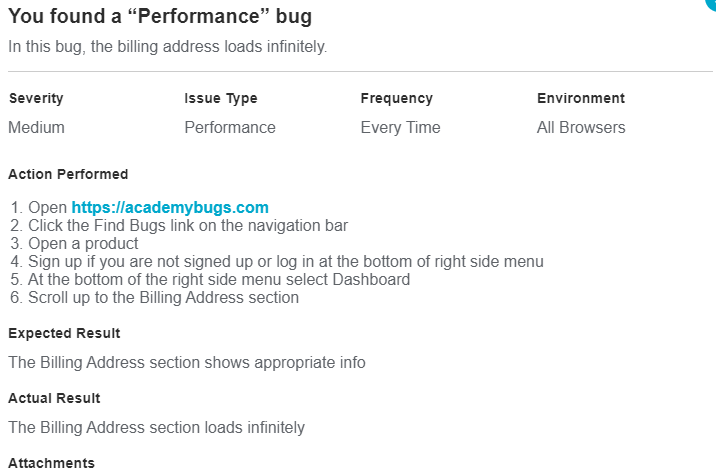 You found a “Performance” bug
In this bug, the billing address loads infinitely.
Severity Issue Type Frequency Environment
Medium Performance Every Time All Browsers
Action Performed
1. Open https://academybugs.com
2. Click the Find Bugs link on the navigation bar
3. Open a product
4. Sign up if you are not signed up or log in at the bottom of right side menu
5. At the bottom of the right side menu select Dashboard
6. Scroll up to the Billing Address section
Expected Result
The Billing Address section shows appropriate info
Actual Result
The Billing Address section loads infinitely
Attachments